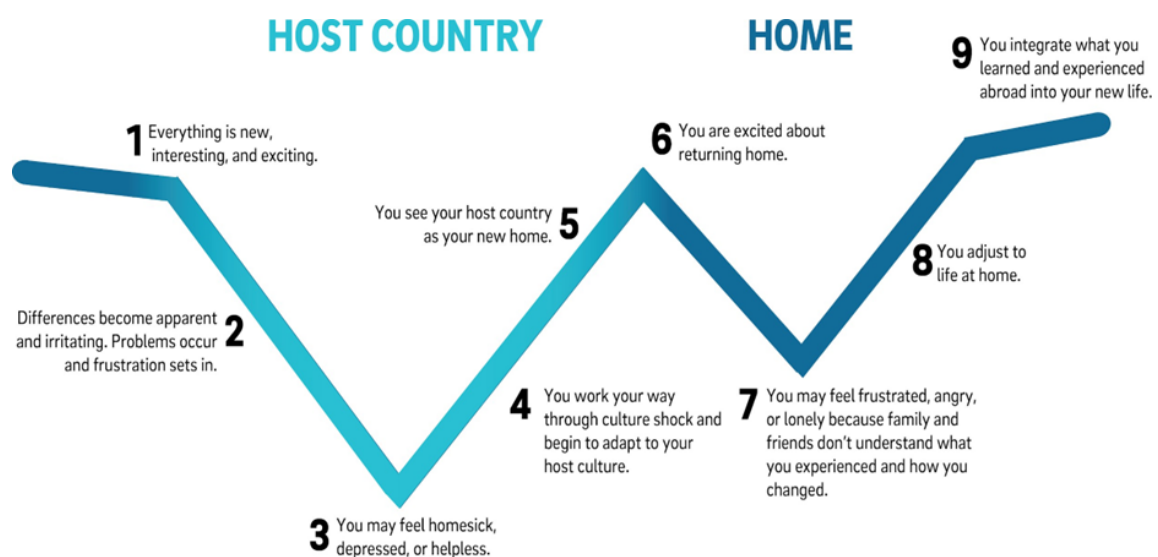 HOST COUNTRY
HOME
1 Everything is new,
interesting, and exciting.
Differences become apparent
and irritating. Problems occur
and frustration sets in.
2
3 You may feel homesick,
depressed, or helpless.
4 You work your way
through culture shock and
begin to adapt to your
host culture.
You see your host country
as your new home.
5
6 You are excited about
returning home.
7 You may feel frustrated, angry,
or lonely because family and
friends don't understand what
you experienced and how you
changed.
8 You adjust to
life at home.
9 You integrate what you
learned and experienced
abroad into your new life.